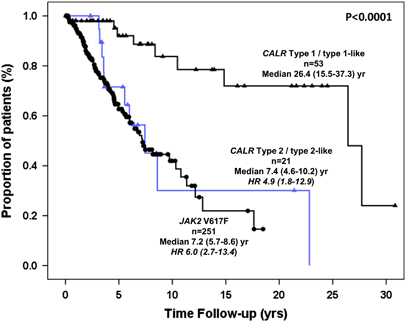 P<0.0001
CALR Type 1 / type 1-like
n=53
Median 26.4 (15.5-37.3) yr
CALR Type 2 / type 2-like
n=21
Median 7.4 (4.6-10.2) yr
HR 4.9 (1.8-12.9)
JAK2 V617F
n=251
Median 7.2 (5.7-8.6) yr
HR 6.0 (2.7-13.4)
Proportion of patients (%)
1.0
0.8
0.6
0.4
0.2
0.0
0 5 10 15 20 25 30
Time Follow-up (yrs)